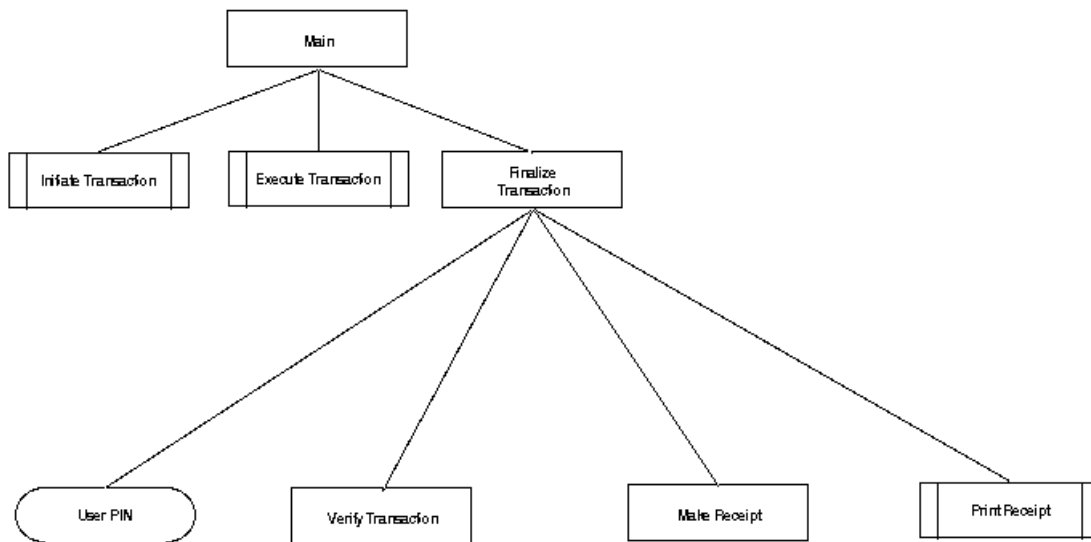 Main
Initiate Transaction
Execute Transaction
Finalize
Transaction
User PIN
Verify Transaction
Make Receipt
Print Receipt